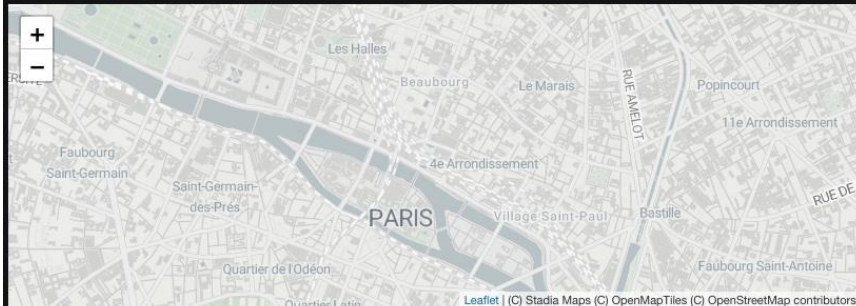 +
−
Les Halles
Beaubourg
Le Marais
RUE AMELOT
Popincourt
11e Arrondissement
Faubourg
Saint-Germain
4e Arrondissement
Saint-Germain-
des-Prés
RUE DE
PARIS
Village Saint-Paul
Bastille
Quartier de l'Odéon
Faubourg Saint-Antoine
Quartier Latin
Leaflet | (C) Stadia Maps (C) OpenMapTiles (C) OpenStreetMap contributors